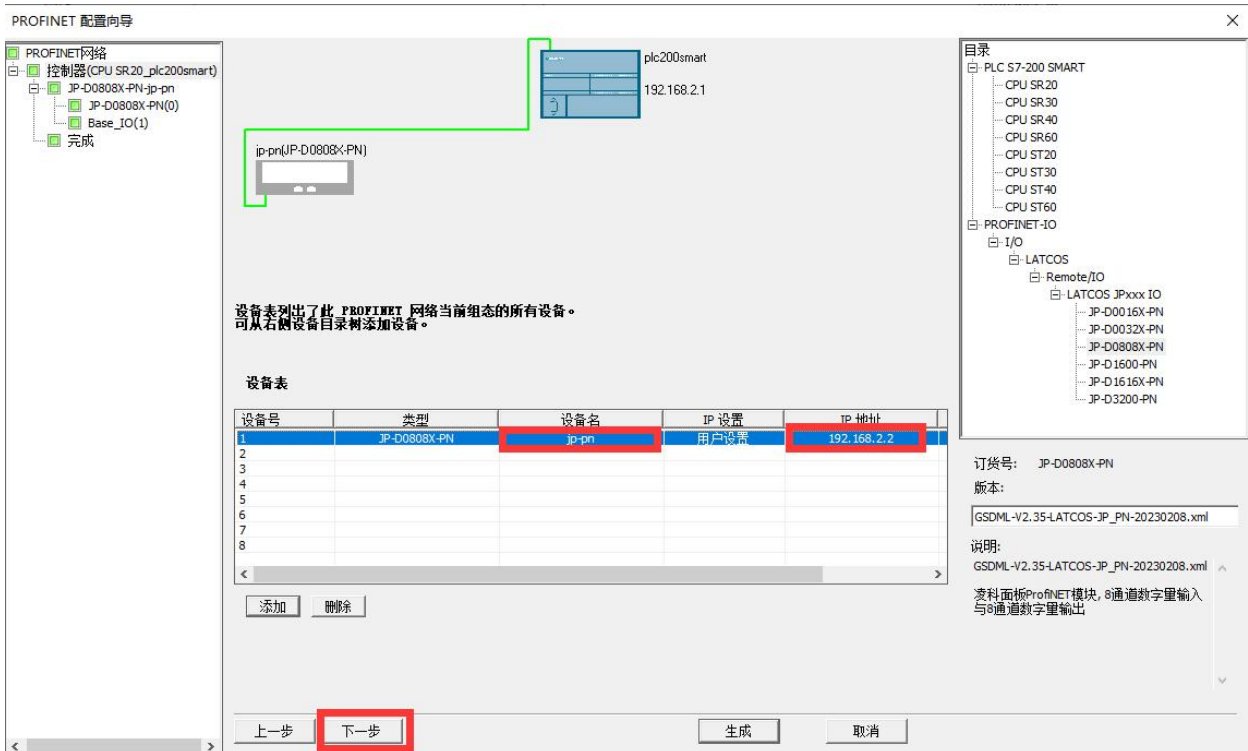 PROFINET 配置向导
PROFINET网络
控制器(CPU SR20_plc200smart)
JP-D0808X-PN-jp-pn
JP-D0808X-PN(0)
Base_IO(1)
完成
plc200smart
192.168.2.1
jp-pn(JP-D0808X-PN)
设备表列出了此 PROFINET 网络当前组态的所有设备。
可从右侧设备目录树添加设备。
设备表
设备号 类型 设备名 IP 设置 IP 地址
1 JP-D0808X-PN jp-pn 用户设置 192.168.2.2
2
3
4
5
6
7
8
添加 删除
上一步 下一步 生成 取消
目录
PLC S7-200 SMART
CPU SR20
CPU SR30
CPU SR40
CPU SR60
CPU ST20
CPU ST30
CPU ST40
CPU ST60
PROFINET-IO
I/O
LATCOS
Remote/IO
LATCOS JPxxx IO
JP-D0016X-PN
JP-D0032X-PN
JP-D0808X-PN
JP-D1600-PN
JP-D1616X-PN
JP-D3200-PN
订货号: JP-D0808X-PN
版本:
GSDML-V2.35-LATCOS-JP_PN-20230208.xml
说明:
GSDML-V2.35-LATCOS-JP_PN-20230208.xml
凌科面板ProfiNET模块, 8通道数字量输入
与8通道数字量输出